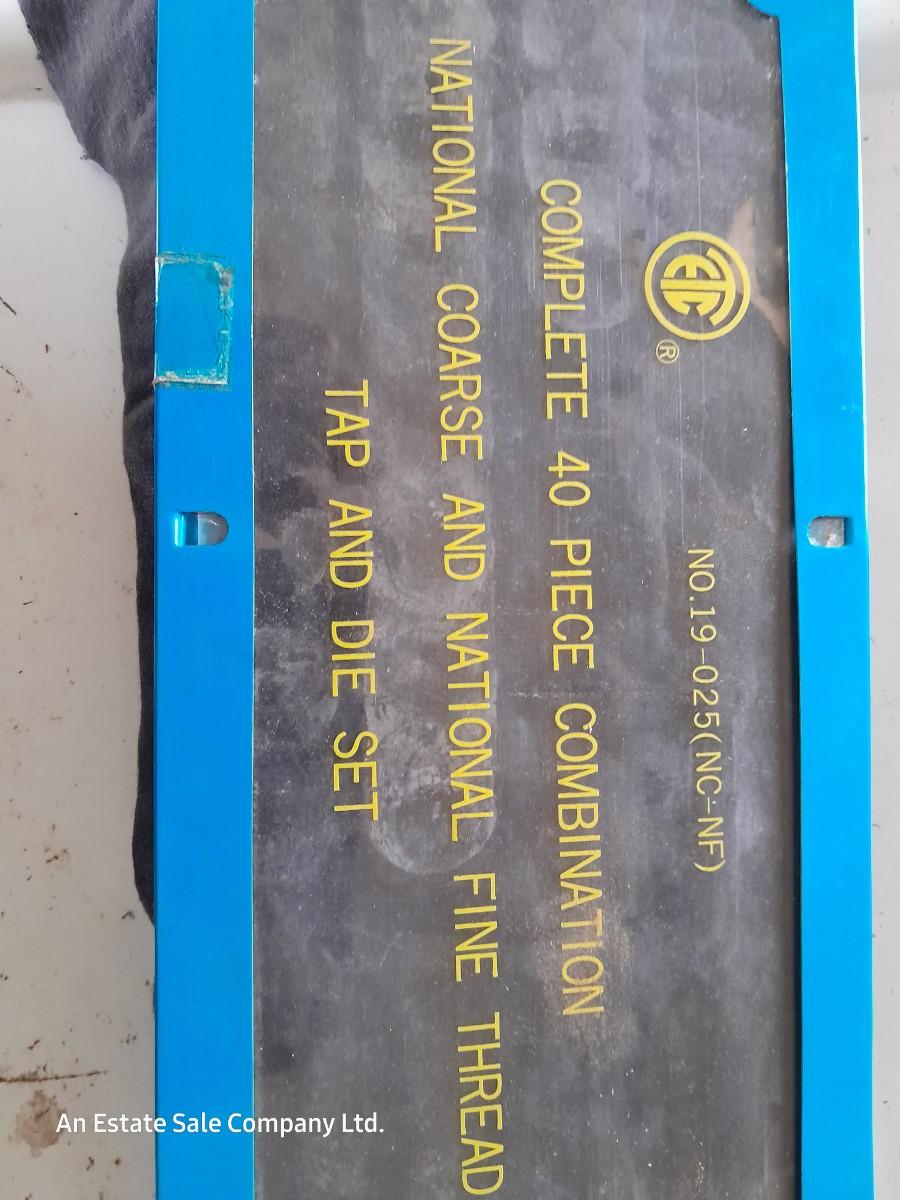 ETC
®
NO.19-025(NC-NF)
COMPLETE 40 PIECE COMBINATION
NATIONAL COARSE AND NATIONAL FINE THREAD
TAP AND DIE SET
An Estate Sale Company Ltd.